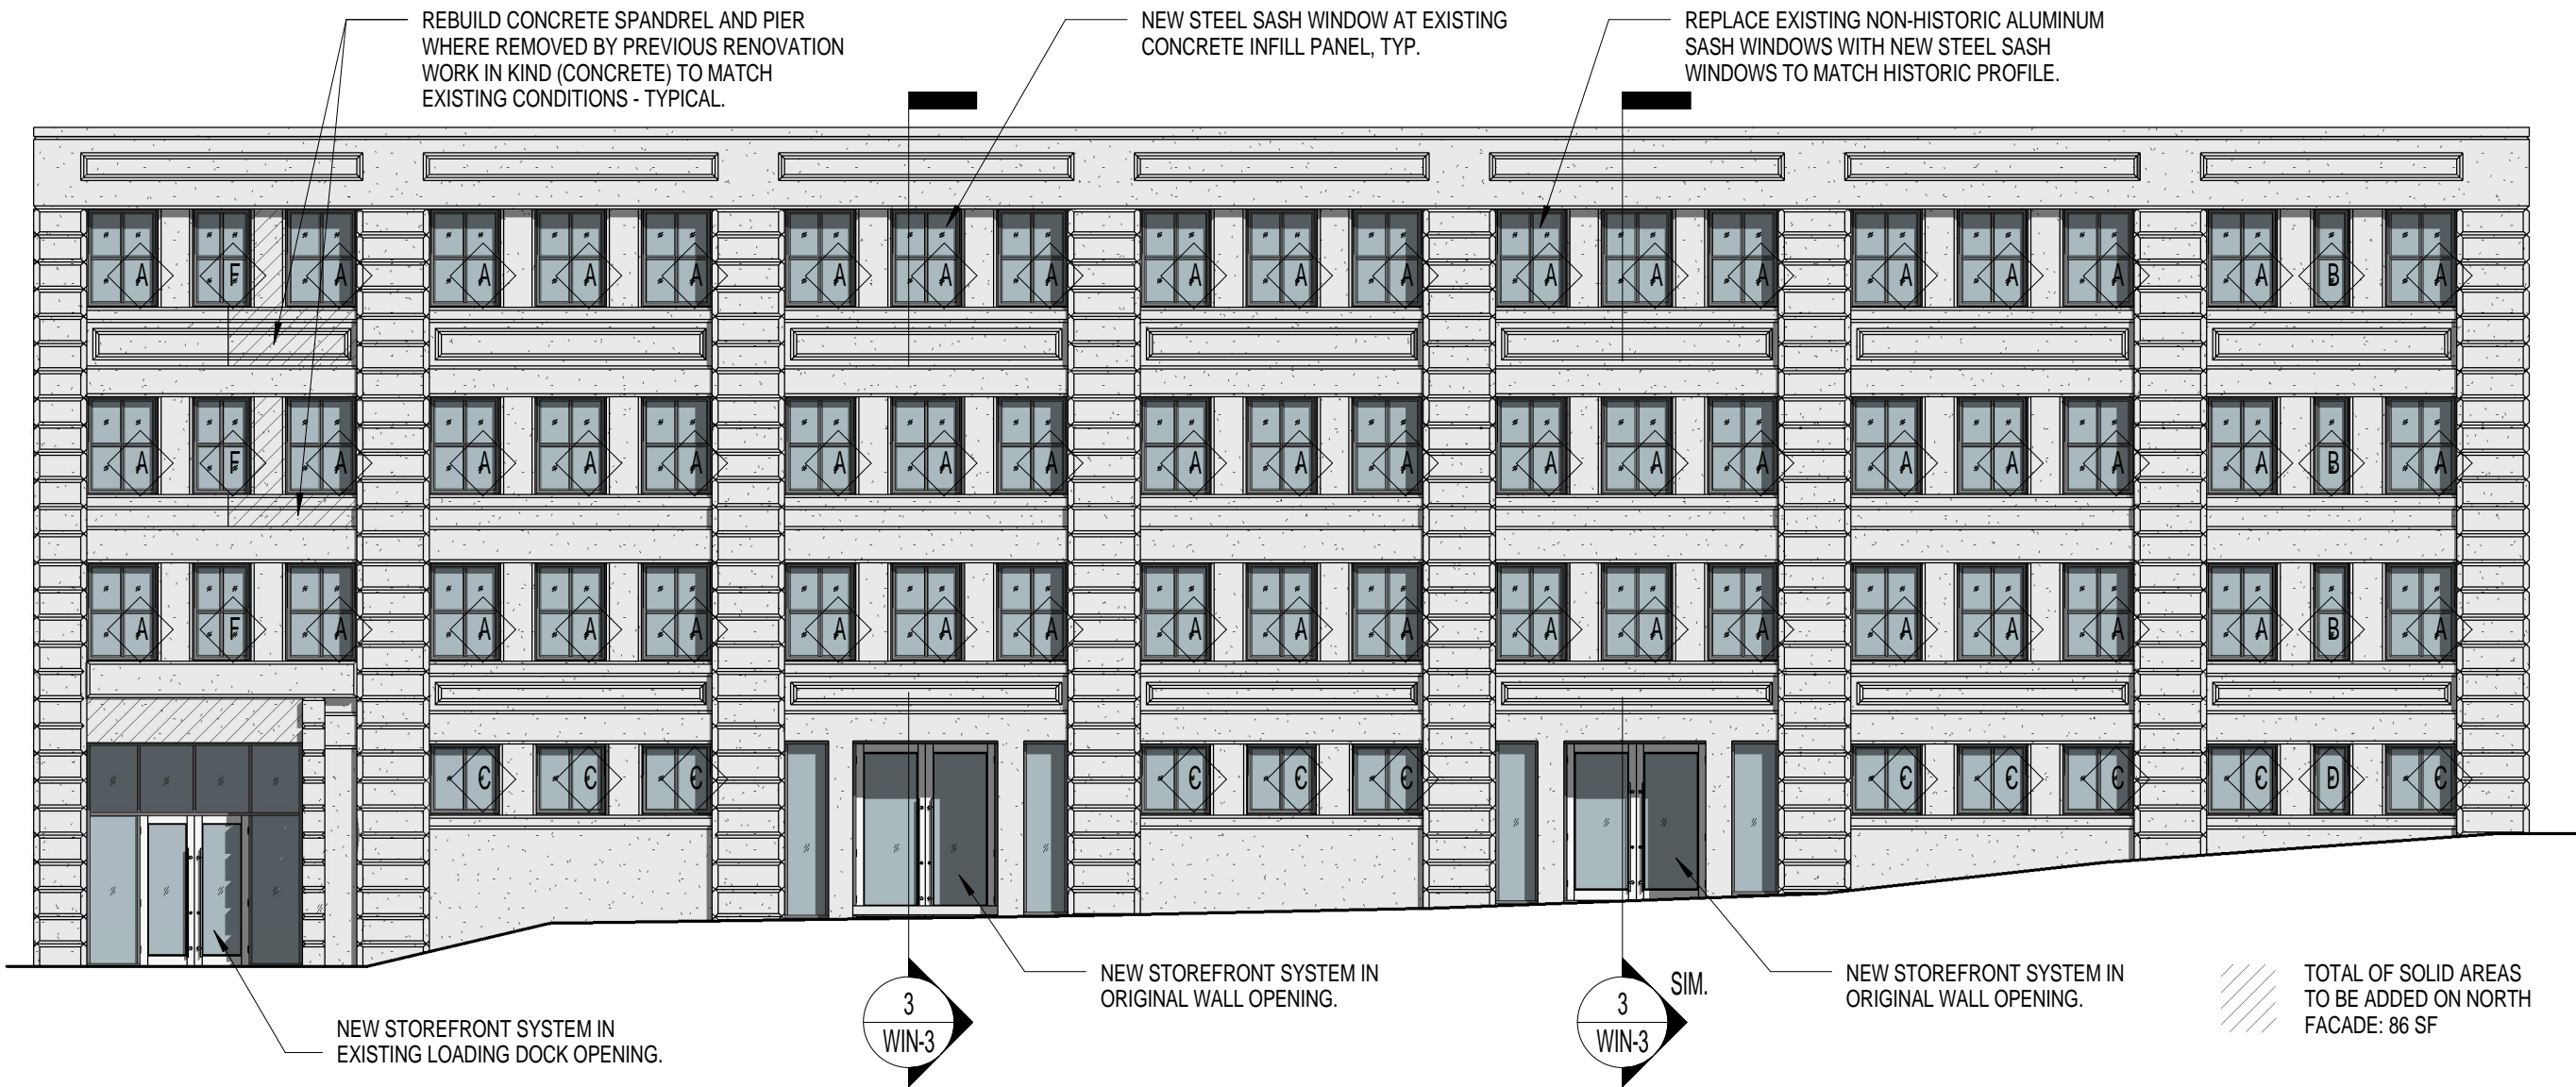 REBUILD CONCRETE SPANDREL AND PIER
WHERE REMOVED BY PREVIOUS RENOVATION
WORK IN KIND (CONCRETE) TO MATCH
EXISTING CONDITIONS - TYPICAL.
NEW STEEL SASH WINDOW AT EXISTING
CONCRETE INFILL PANEL, TYP.
REPLACE EXISTING NON-HISTORIC ALUMINUM
SASH WINDOWS WITH NEW STEEL SASH
WINDOWS TO MATCH HISTORIC PROFILE.
A F A A A A A A A A A A A A A A A A A A B A
A F A A A A A A A A A A A A A A A A A A B A
A F A A A A A A A A A A A A A A A A A A B A
C C C C C C C C C C D C
NEW STOREFRONT SYSTEM IN
EXISTING LOADING DOCK OPENING.
3
WIN-3
NEW STOREFRONT SYSTEM IN
ORIGINAL WALL OPENING.
3
WIN-3
SIM.
NEW STOREFRONT SYSTEM IN
ORIGINAL WALL OPENING.
TOTAL OF SOLID AREAS
TO BE ADDED ON NORTH
FACADE: 86 SF